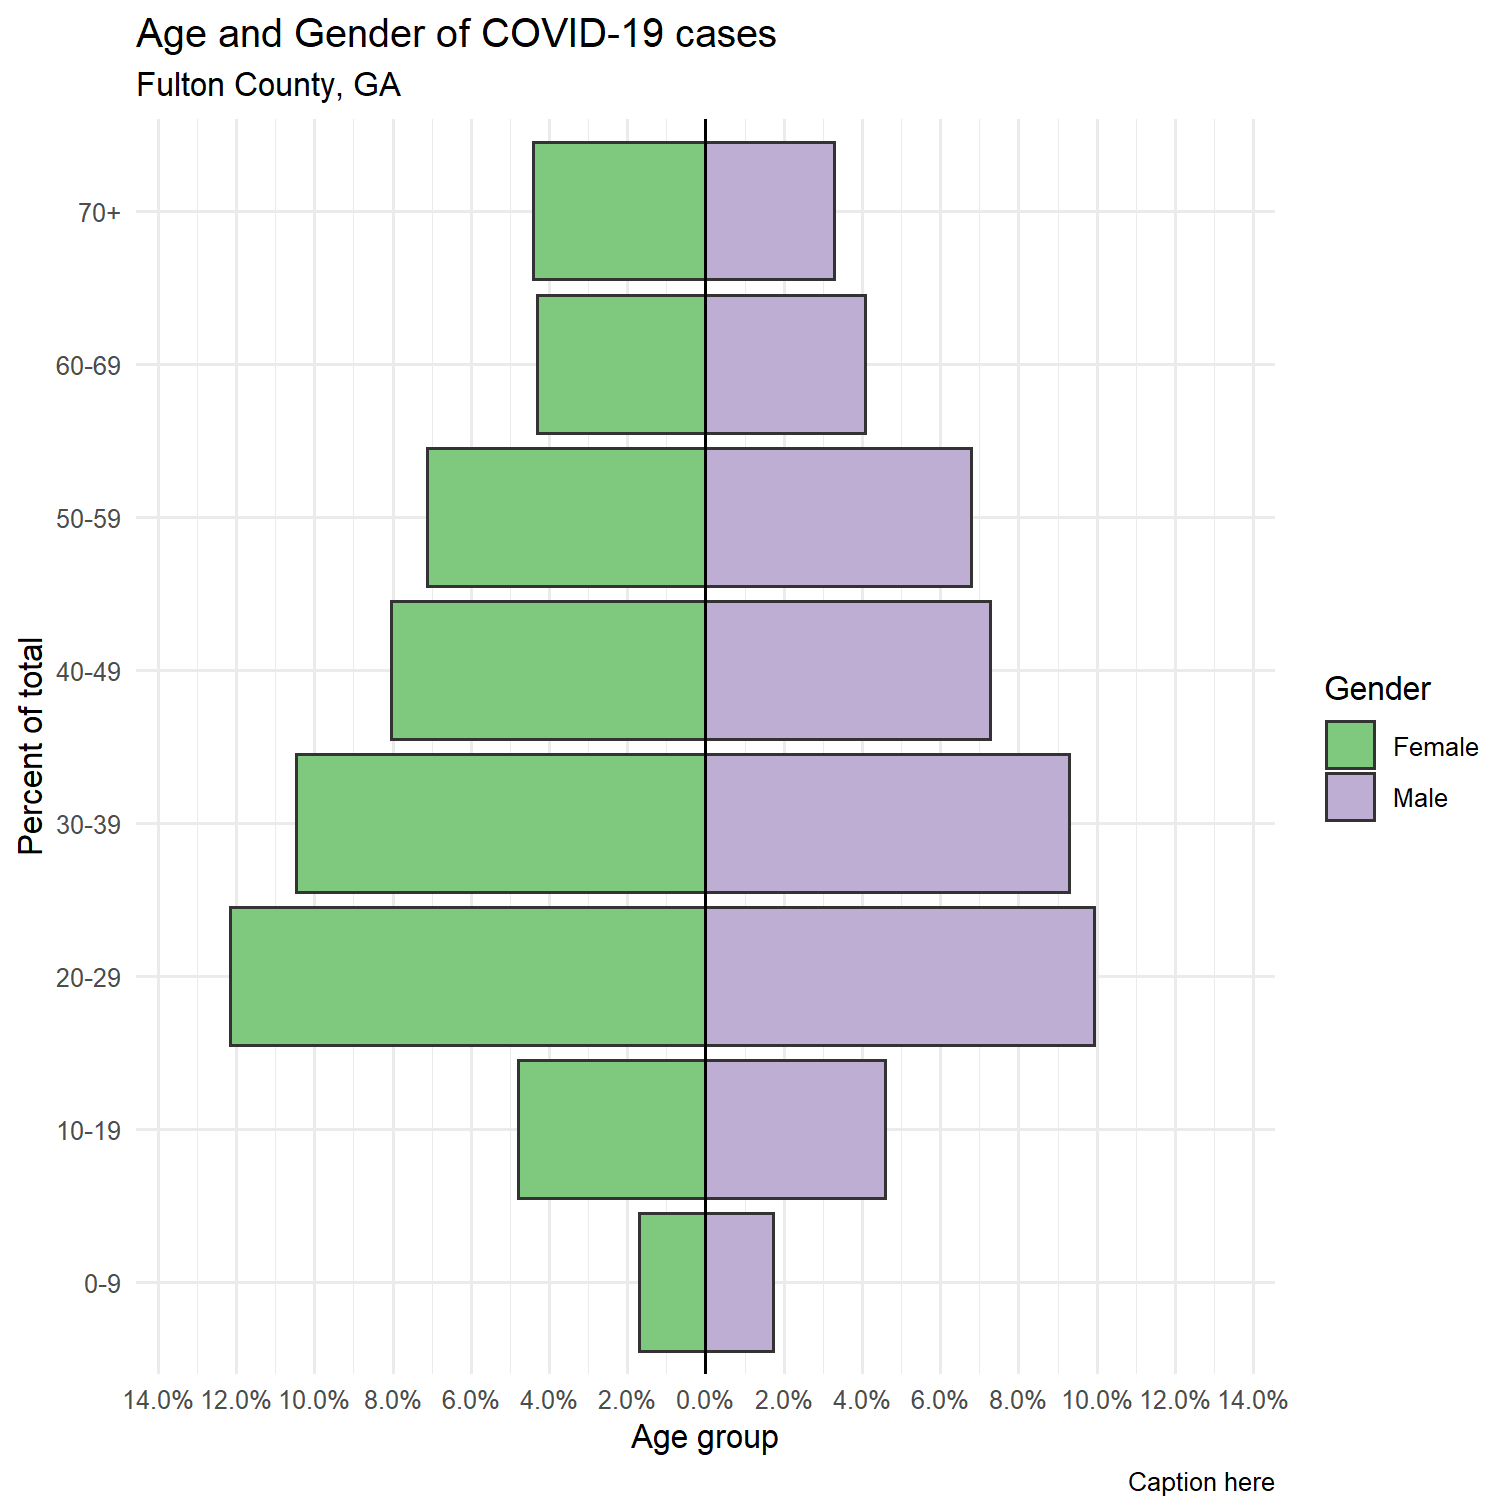 Age and Gender of COVID-19 cases
Fulton County, GA
70+
60-69
50-59
40-49
30-39
20-29
10-19
0-9
Percent of total
14.0% 12.0% 10.0% 8.0% 6.0% 4.0% 2.0% 0.0% 2.0% 4.0% 6.0% 8.0% 10.0% 12.0% 14.0%
Age group
Gender
Female
Male
Caption here